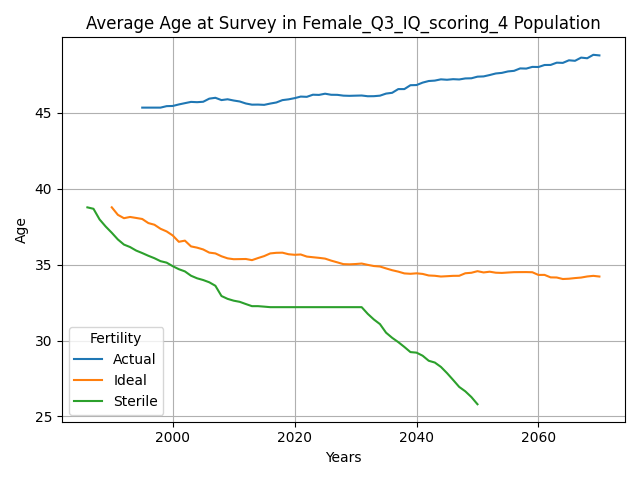 Average Age at Survey in Female_Q3_IQ_scoring_4 Population
Age
45
40
35
30
25
Fertility
Actual
Ideal
Sterile
2000
2020
2040
2060
Years